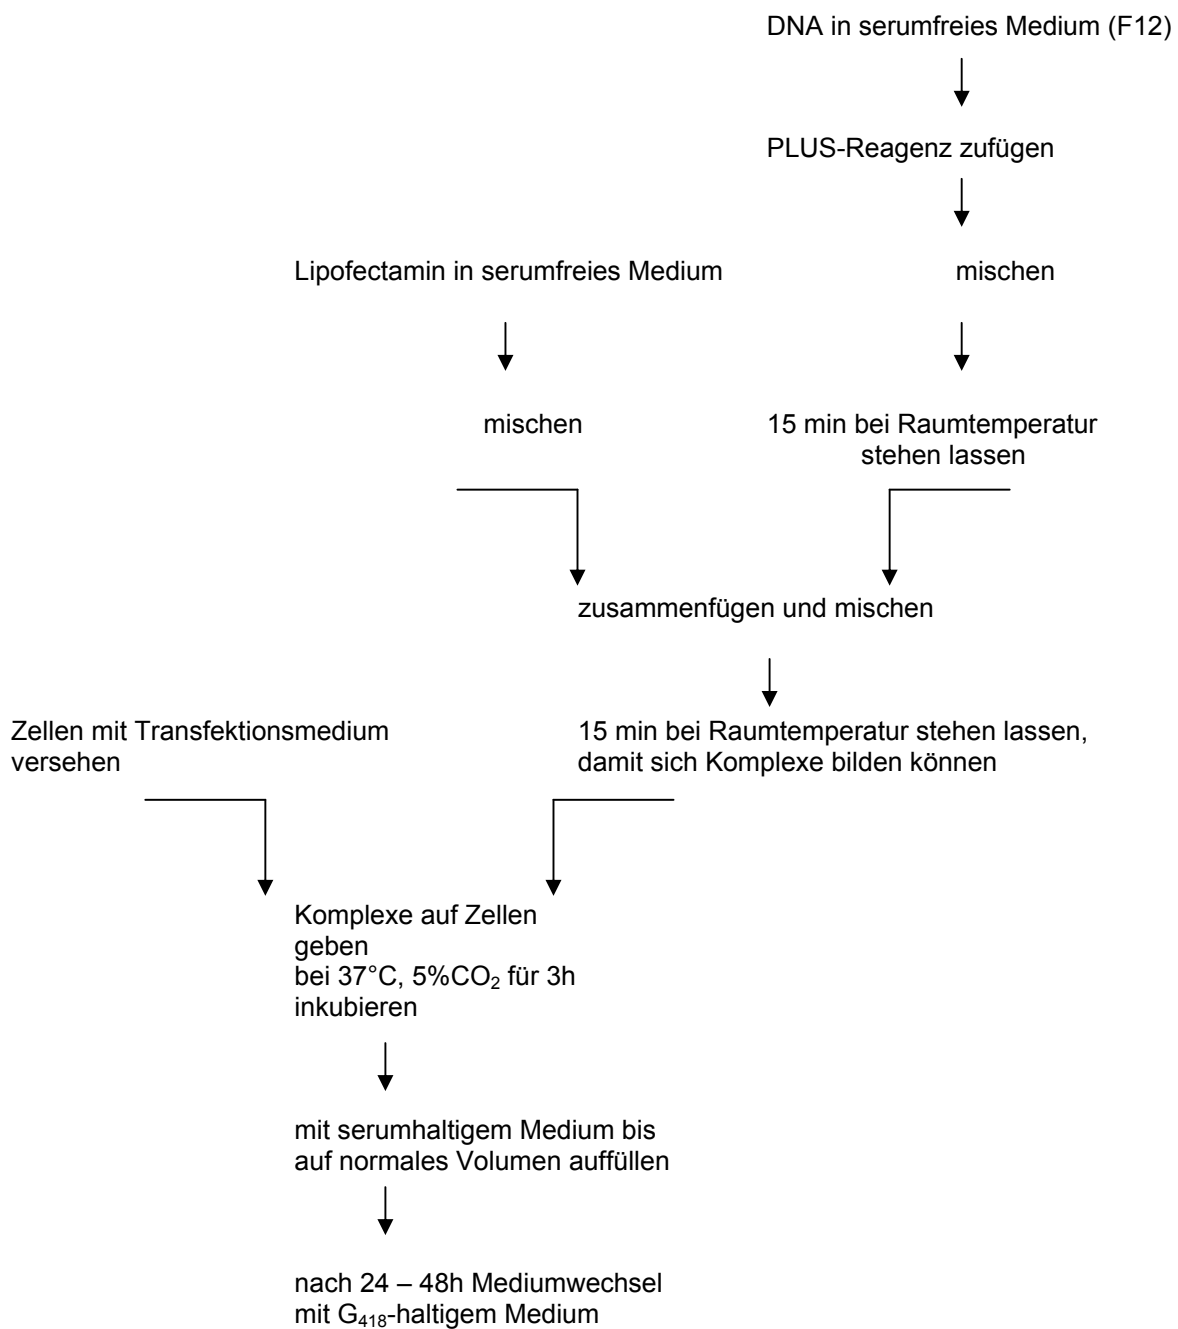 DNA in serumfreies Medium (F12)
PLUS-Reagenz zufügen
Lipofectamin in serumfreies Medium
mischen
mischen
15 min bei Raumtemperatur
stehen lassen
zusammenfügen und mischen
Zellen mit Transfektionsmedium
versehen
15 min bei Raumtemperatur stehen lassen,
damit sich Komplexe bilden können
Komplexe auf Zellen
geben
bei 37°C, 5%CO₂ für 3h
inkubieren
mit serumhaltigem Medium bis
auf normales Volumen auffüllen
nach 24 – 48h Mediumwechsel
mit G₄₁₈-haltigem Medium